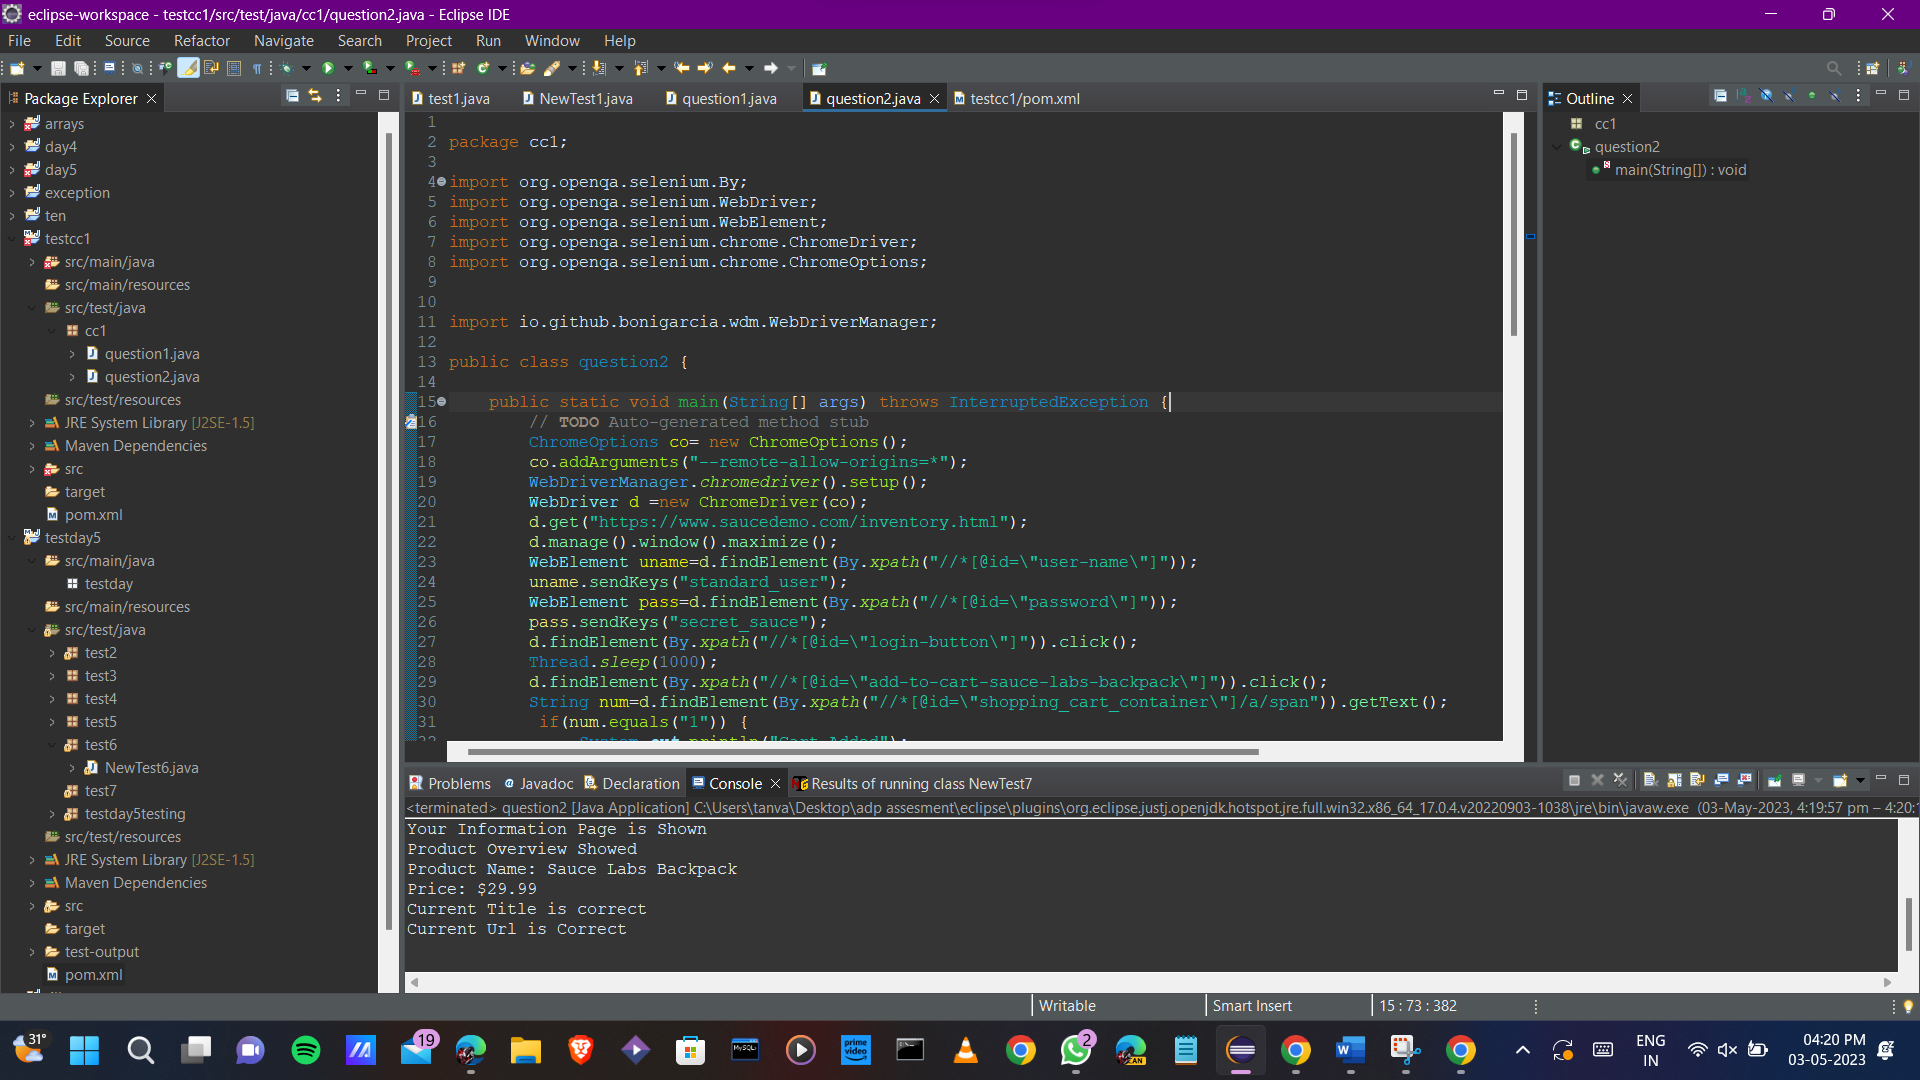 eclipse-workspace - testcc1/src/test/java/cc1/question2.java - Eclipse IDE
File Edit Source Refactor Navigate Search Project Run Window Help
Package Explorer
arrays
day4
day5
exception
ten
testcc1
src/main/java
src/main/resources
src/test/java
cc1
question1.java
question2.java
src/test/resources
JRE System Library [J2SE-1.5]
Maven Dependencies
src
target
pom.xml
testday5
src/main/java
testday
src/main/resources
src/test/java
test2
test3
test4
test5
test6
NewTest6.java
test7
testday5testing
src/test/resources
JRE System Library [J2SE-1.5]
Maven Dependencies
src
target
test-output
pom.xml
test1.java NewTest1.java question1.java question2.java testcc1/pom.xml
1
2 package cc1;
3
4 import org.openqa.selenium.By;
5 import org.openqa.selenium.WebDriver;
6 import org.openqa.selenium.WebElement;
7 import org.openqa.selenium.chrome.ChromeDriver;
8 import org.openqa.selenium.chrome.ChromeOptions;
9
10
11 import io.github.bonigarcia.wdm.WebDriverManager;
12
13 public class question2 {
14
15 public static void main(String[] args) throws InterruptedException {
16 // TODO Auto-generated method stub
17 ChromeOptions co= new ChromeOptions();
18 co.addArguments("--remote-allow-origins=*");
19 WebDriverManager.chromedriver().setup();
20 WebDriver d =new ChromeDriver(co);
21 d.get("https://www.saucedemo.com/inventory.html");
22 d.manage().window().maximize();
23 WebElement uname=d.findElement(By.xpath("//*[@id=\"user-name\"]"));
24 uname.sendKeys("standard_user");
25 WebElement pass=d.findElement(By.xpath("//*[@id=\"password\"]"));
26 pass.sendKeys("secret_sauce");
27 d.findElement(By.xpath("//*[@id=\"login-button\"]")).click();
28 Thread.sleep(1000);
29 d.findElement(By.xpath("//*[@id=\"add-to-cart-sauce-labs-backpack\"]")).click();
30 String num=d.findElement(By.xpath("//*[@id=\"shopping_cart_container\"]/a/span")).getText();
31 if(num.equals("1")) {
32 System.out.println("Cart Added");
Outline
cc1
question2
main(String[]) : void
Problems Javadoc Declaration Console Results of running class NewTest7
<terminated> question2 [Java Application] C:\Users\tanva\Desktop\adp assesment\eclipse\plugins\org.eclipse.justj.openjdk.hotspot.jre.full.win32.x86_64_17.0.4.v20220903-1038\jre\bin\javaw.exe (03-May-2023, 4:19:57 pm – 4:20:
Your Information Page is Shown
Product Overview Showed
Product Name: Sauce Labs Backpack
Price: $29.99
Current Title is correct
Current Url is Correct
Writable Smart Insert 15 : 73 : 382
31°
19
MySQL
prime video
2
CAN
ENG
IN
04:20 PM
03-05-2023